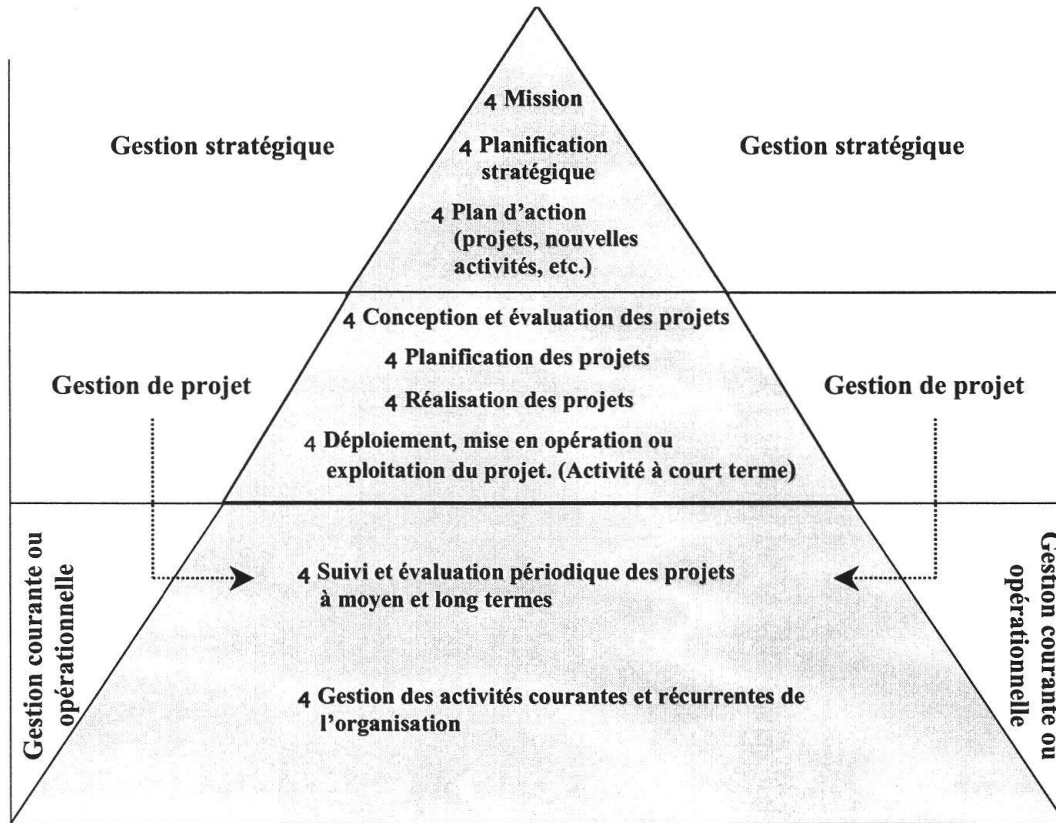 4 Mission
Gestion stratégique
4 Planification
stratégique
Gestion stratégique
4 Plan d'action
(projets, nouvelles
activités, etc.)
4 Conception et évaluation des projets
4 Planification des projets
Gestion de projet
Gestion de projet
4 Réalisation des projets
4 Déploiement, mise en opération ou
exploitation du projet. (Activité à court terme)
Gestion courante ou
opérationnelle
4 Suivi et évaluation périodique des projets
à moyen et long termes
4 Gestion des activités courantes et récurrentes de
l'organisation
Gestion courante ou
opérationnelle